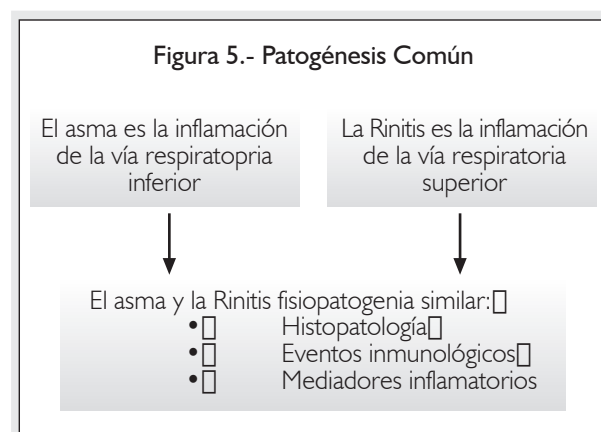 Figura 5.- Patogénesis Común
El asma es la inflamación
de la vía respiratopria
inferior
La Rinitis es la inflamación
de la vía respiratoria
superior
El asma y la Rinitis fisiopatogenia similar:
• Histopatología
• Eventos inmunológicos
• Mediadores inflamatorios